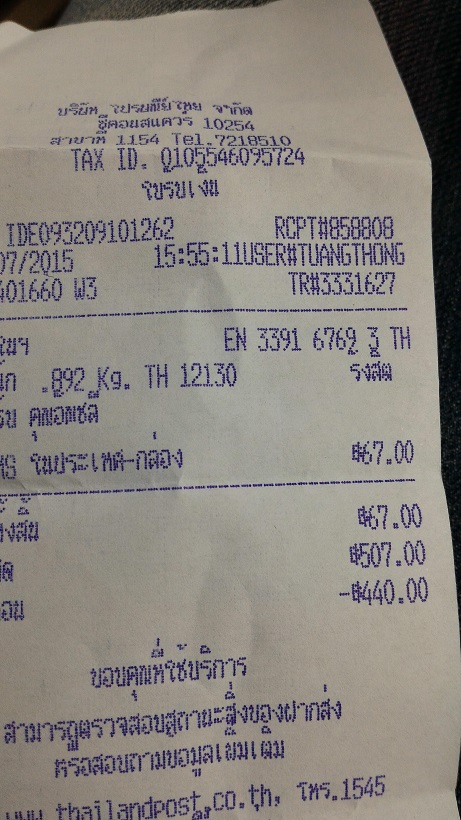 บริษัท ไปรษณีย์ไทย จำกัด
ซีคอนสแควร์ 10254
สาขาที่ 1154 Tel.7218510
TAX ID. 0105546095724
ใบรับเงิน
IDE093209101262 RCPT#858808
07/2015 15:55:11USER#TUANGTHONG
401660 W3 TR#3331627
EN 3391 6769 3 TH
.892 Kg. TH 12130 รังสิต
คุณอนชลี
MS ในประเทศ-กล่อง ฿67.00
฿67.00
฿507.00
-฿440.00
ขอบคุณที่ใช้บริการ
สามารถตรวจสอบสถานะสิ่งของฝากส่ง
หรือสอบถามข้อมูลเพิ่มเติม
www.thailandpost.co.th, โทร.1545